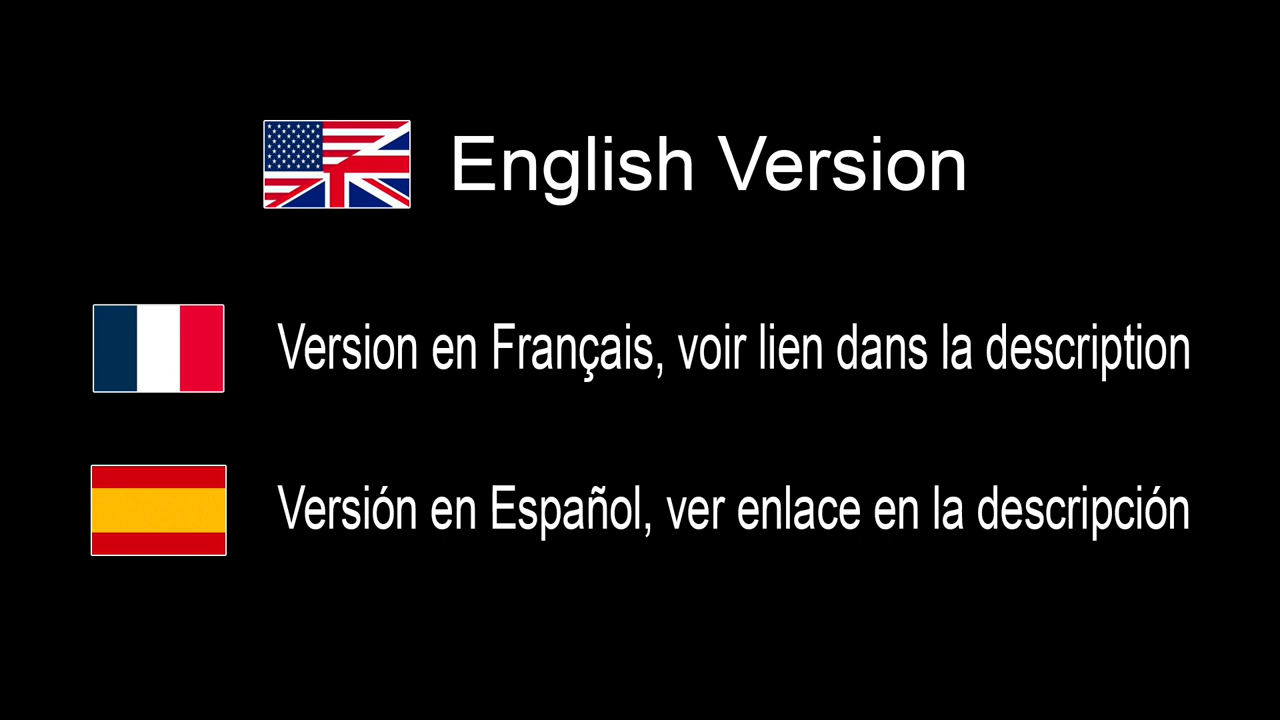 English Version
Version en Français, voir lien dans la description
Versión en Español, ver enlace en la descripción